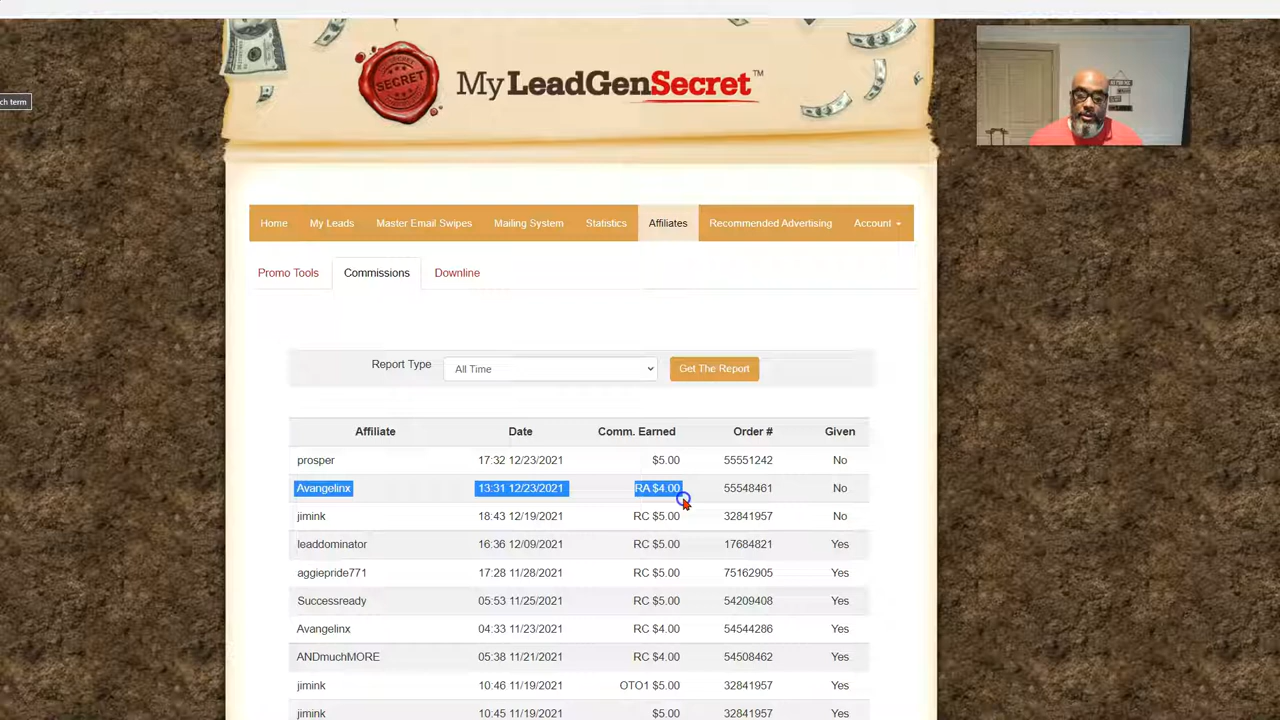 ch term
SECRET
MyLeadGenSecret™
Home My Leads Master Email Swipes Mailing System Statistics Affiliates Recommended Advertising Account
Promo Tools Commissions Downline
Report Type All Time Get The Report
Affiliate Date Comm. Earned Order # Given
prosper 17:32 12/23/2021 $5.00 55551242 No
Avangelinx 13:31 12/23/2021 RA $4.00 55548461 No
jimink 18:43 12/19/2021 RC $5.00 32841957 No
leaddominator 16:36 12/09/2021 RC $5.00 17684821 Yes
aggiepride771 17:28 11/28/2021 RC $5.00 75162905 Yes
Successready 05:53 11/25/2021 RC $5.00 54209408 Yes
Avangelinx 04:33 11/23/2021 RC $4.00 54544286 Yes
ANDmuchMORE 05:38 11/21/2021 RC $4.00 54508462 Yes
jimink 10:46 11/19/2021 OTO1 $5.00 32841957 Yes
jimink 10:45 11/19/2021 $5.00 32841957 Yes